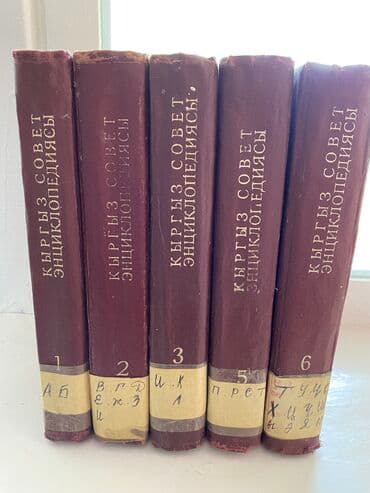 КЫРГЫЗ СОВЕТ
ЭНЦИКЛОПЕДИЯСЫ
1
А Б
КЫРГЫЗ СОВЕТ
ЭНЦИКЛОПЕДИЯСЫ
2
В. Г. Д
Е. Ж. З
И
КЫРГЫЗ СОВЕТ
ЭНЦИКЛОПЕДИЯСЫ
3
Й. К
Л
КЫРГЫЗ СОВЕТ
ЭНЦИКЛОПЕДИЯСЫ
5
П. Р. С. Т
КЫРГЫЗ СОВЕТ
ЭНЦИКЛОПЕДИЯСЫ
6
Х Ц У
Ы Э Я